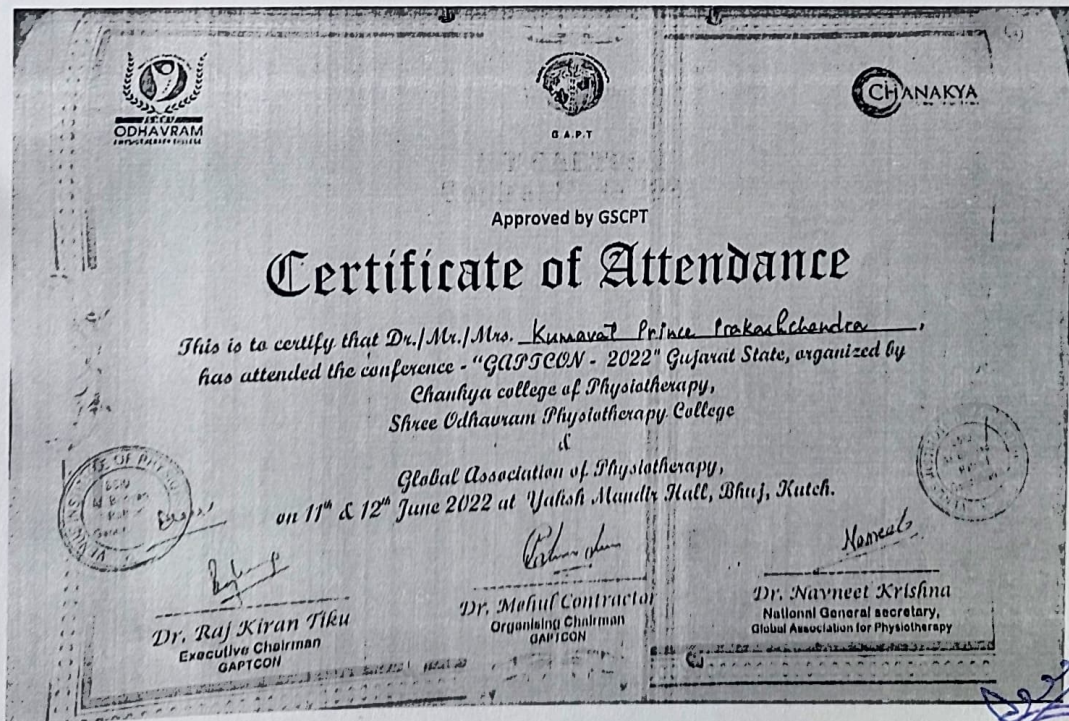 ODHAVRAM
PHYSIOTHERAPY COLLEGE
G.A.P.T
CHANAKYA
Approved by GSCPT
Certificate of Attendance
This is to certify that Dr./Mr./Mrs. Kumavat Prince Prakashchandra,
has attended the conference - "GAPTCON - 2022" Gujarat State, organized by
Chankya college of Physiotherapy,
Shree Odhavram Physiotherapy College
&
Global Association of Physiotherapy,
on 11th & 12th June 2022 at Yaksh Mandir Hall, Bhuj, Kutch.
Dr. Raj Kiran Tiku
Executive Chairman
GAPTCON
Dr. Mehul Contractor
Organising Chairman
GAPTCON
Navneet
Dr. Navneet Krishna
National General secretary,
Global Association for Physiotherapy